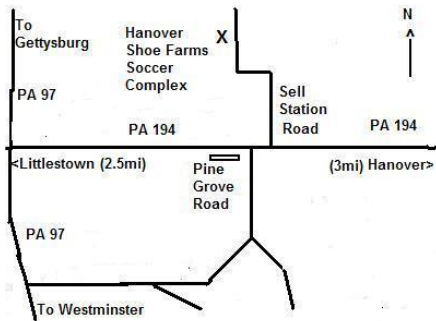 To
Gettysburg
Hanover
Shoe Farms
Soccer
Complex
X
N
PA 97
Sell
Station
Road
PA 194
PA 194
<Littlestown (2.5mi)
Pine
Grove
Road
(3mi) Hanover>
PA 97
To Westminster